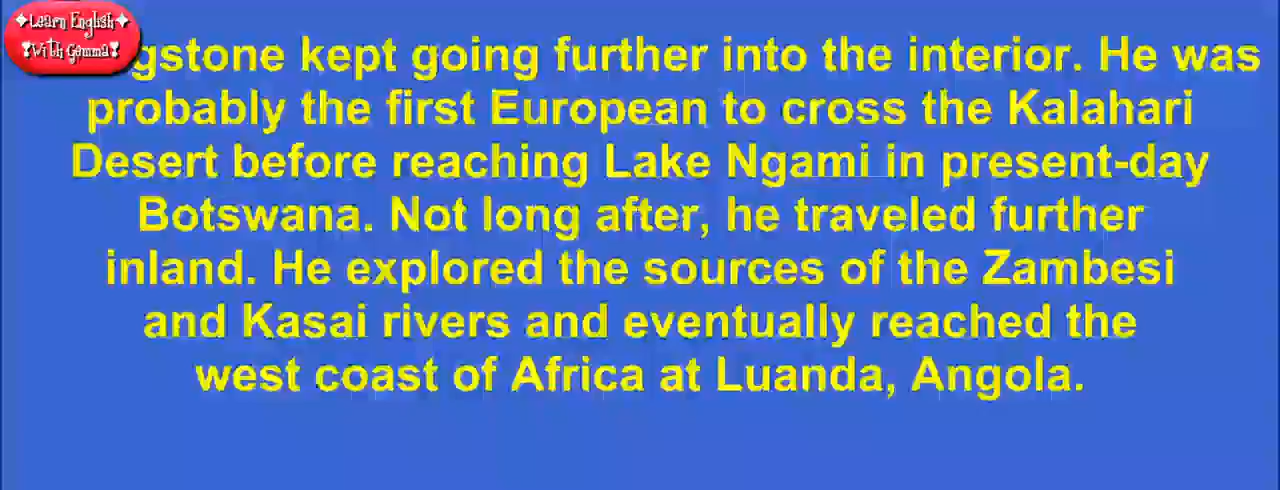 ✦Learn English✦
❣With Gemma❣
gstone kept going further into the interior. He was
probably the first European to cross the Kalahari
Desert before reaching Lake Ngami in present-day
Botswana. Not long after, he traveled further
inland. He explored the sources of the Zambesi
and Kasai rivers and eventually reached the
west coast of Africa at Luanda, Angola.